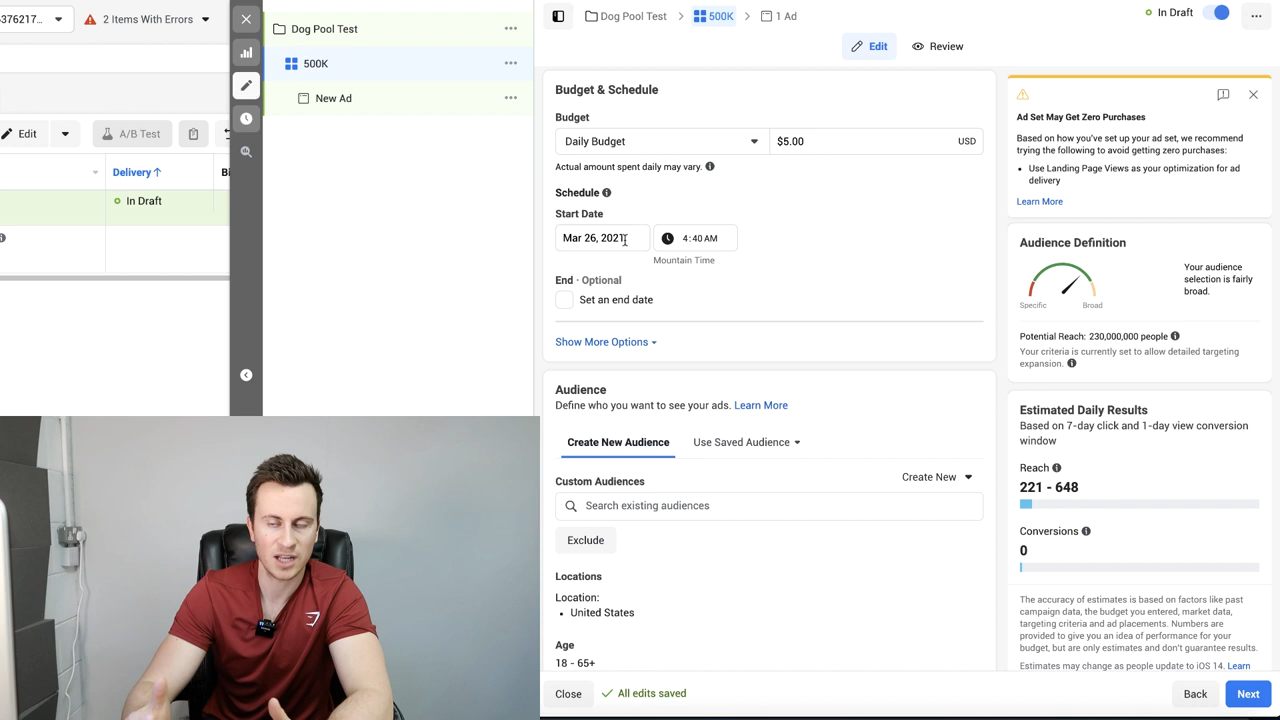 376217...
2 Items With Errors
Edit
A/B Test
Delivery ↑
In Draft
Dog Pool Test
500K
New Ad
Dog Pool Test
500K
1 Ad
In Draft
Edit
Review
Budget & Schedule
Budget
Daily Budget
$5.00
USD
Actual amount spent daily may vary.
Schedule
Start Date
Mar 26, 2021
4:40 AM
Mountain Time
End · Optional
Set an end date
Show More Options
Audience
Define who you want to see your ads. Learn More
Create New Audience
Use Saved Audience
Custom Audiences
Create New
Search existing audiences
Exclude
Locations
Location:
• United States
Age
18 - 65+
Close
All edits saved
Back
Next
Ad Set May Get Zero Purchases
Based on how you've set up your ad set, we recommend
trying the following to avoid getting zero purchases:
• Use Landing Page Views as your optimization for ad
delivery
Learn More
Audience Definition
Specific
Broad
Your audience
selection is fairly
broad.
Potential Reach: 230,000,000 people
Your criteria is currently set to allow detailed targeting
expansion.
Estimated Daily Results
Based on 7-day click and 1-day view conversion
window
Reach
221 - 648
Conversions
0
The accuracy of estimates is based on factors like past
campaign data, the budget you entered, market data,
targeting criteria and ad placements. Numbers are
provided to give you an idea of performance for your
budget, but are only estimates and don't guarantee results.
Estimates may change as people update to iOS 14. Learn